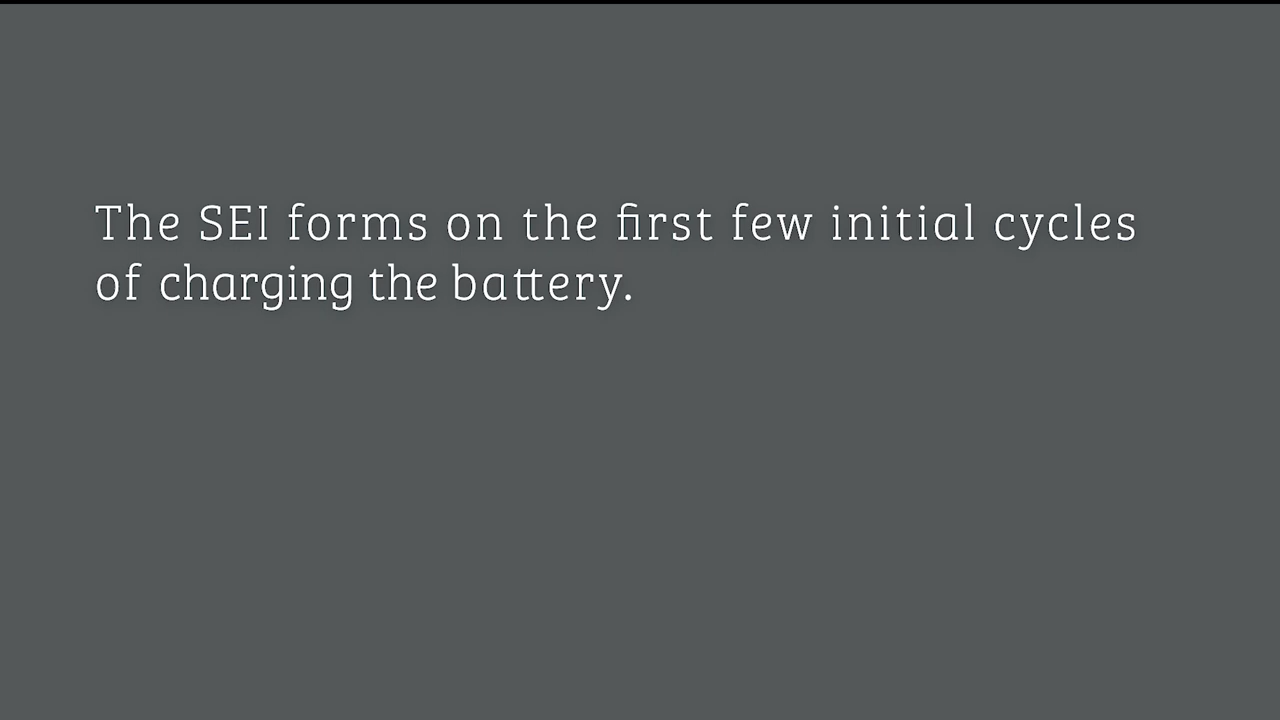 The SEI forms on the first few initial cycles
of charging the battery.